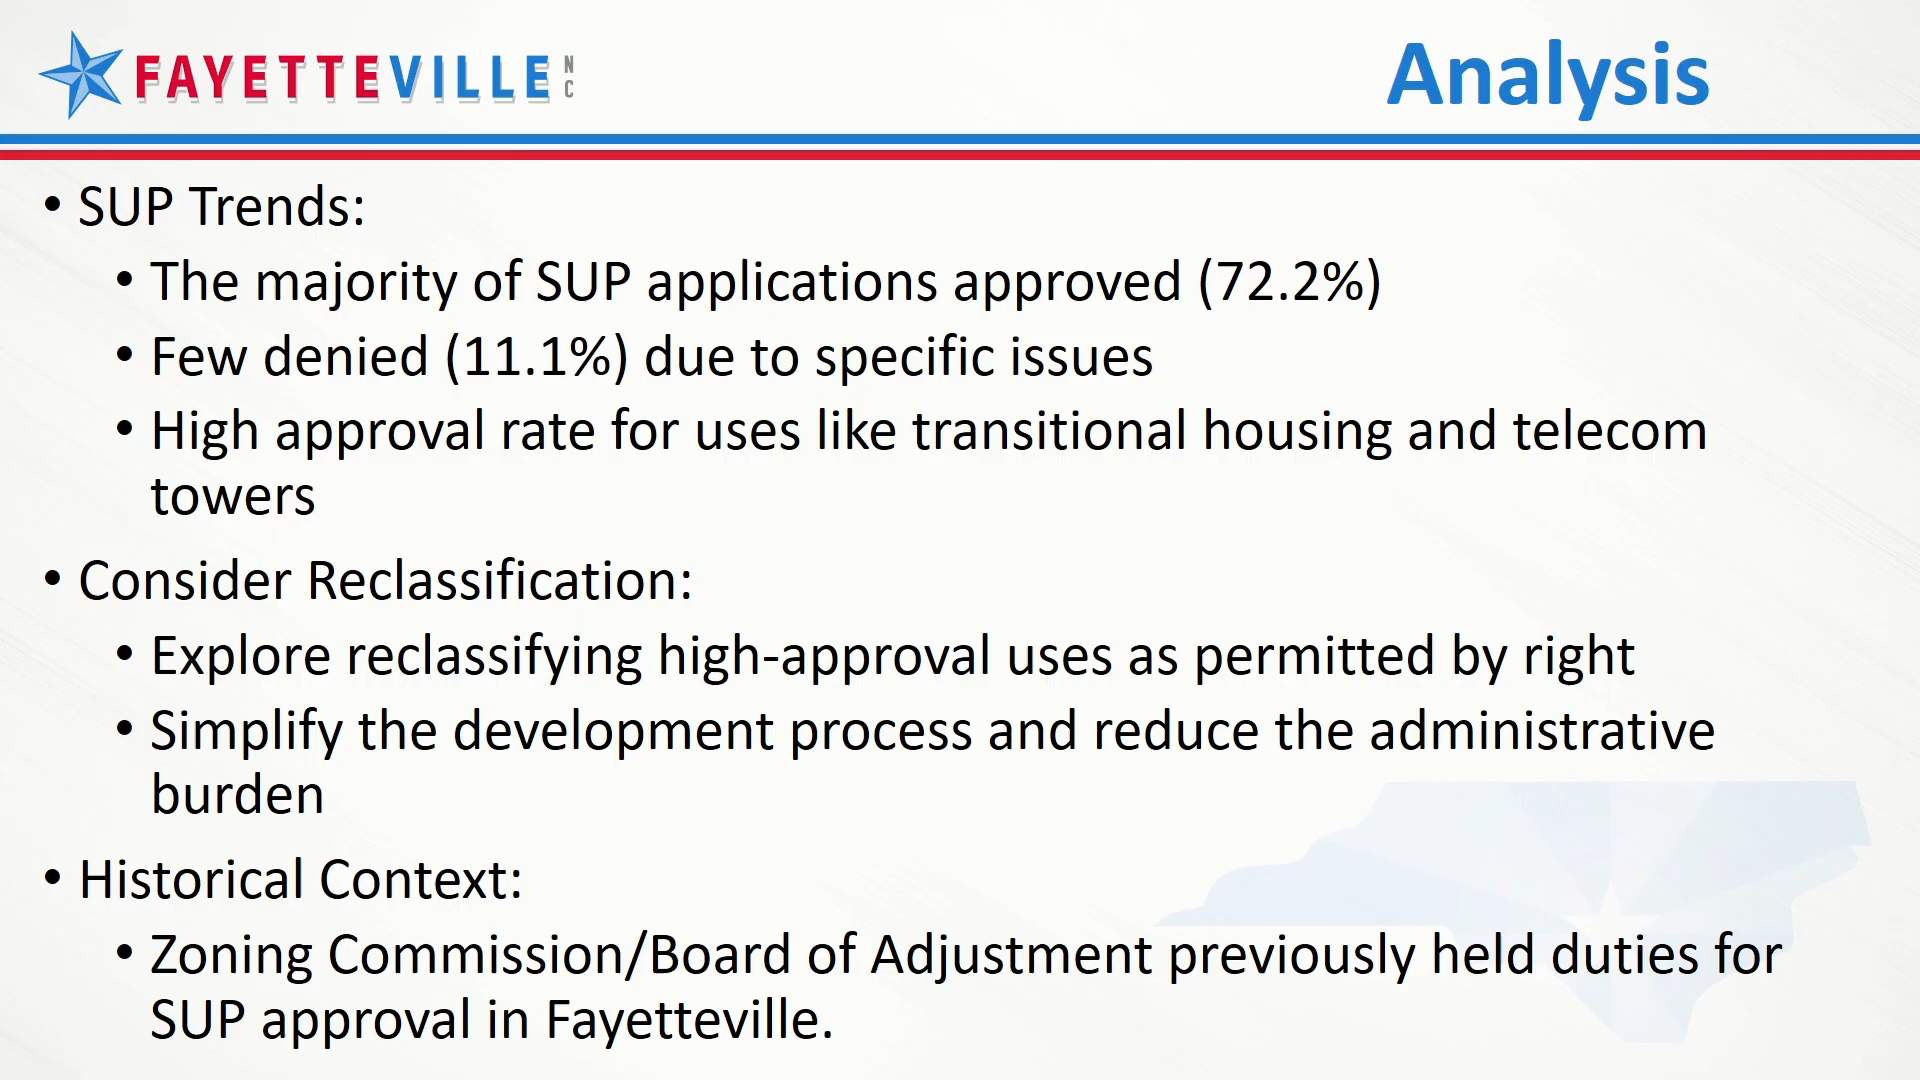 FAYETTEVILLE NC
Analysis
• SUP Trends:
• The majority of SUP applications approved (72.2%)
• Few denied (11.1%) due to specific issues
• High approval rate for uses like transitional housing and telecom
towers
• Consider Reclassification:
• Explore reclassifying high-approval uses as permitted by right
• Simplify the development process and reduce the administrative
burden
• Historical Context:
• Zoning Commission/Board of Adjustment previously held duties for
SUP approval in Fayetteville.